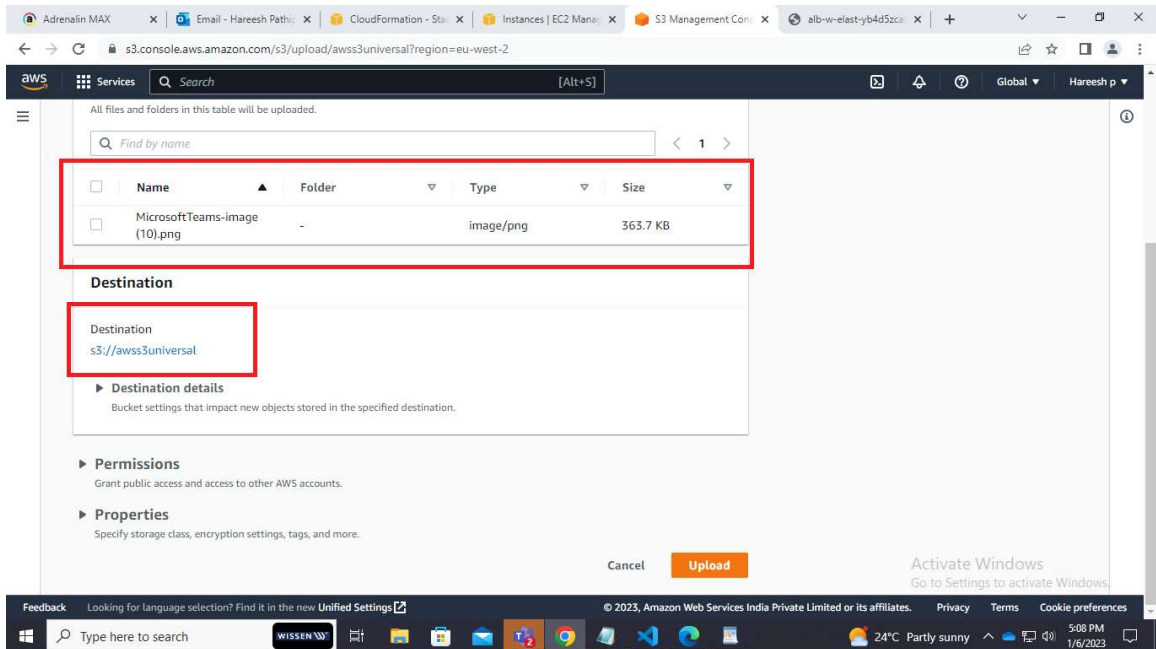 Adrenalin MAX
Email - Hareesh Pathip
CloudFormation - Stac
Instances | EC2 Manag
S3 Management Cons
alb-w-elast-yb4d5zca
s3.console.aws.amazon.com/s3/upload/awss3universal?region=eu-west-2
aws
Services
Search
[Alt+S]
Global
Hareesh p
All files and folders in this table will be uploaded.
Find by name
1
Name Folder Type Size
MicrosoftTeams-image (10).png - image/png 363.7 KB
Destination
Destination
s3://awss3universal
Destination details
Bucket settings that impact new objects stored in the specified destination.
Permissions
Grant public access and access to other AWS accounts.
Properties
Specify storage class, encryption settings, tags, and more.
Cancel
Upload
Activate Windows
Go to Settings to activate Windows.
Feedback Looking for language selection? Find it in the new Unified Settings © 2023, Amazon Web Services India Private Limited or its affiliates. Privacy Terms Cookie preferences
Type here to search
WISSEN
24°C Partly sunny
5:08 PM
1/6/2023